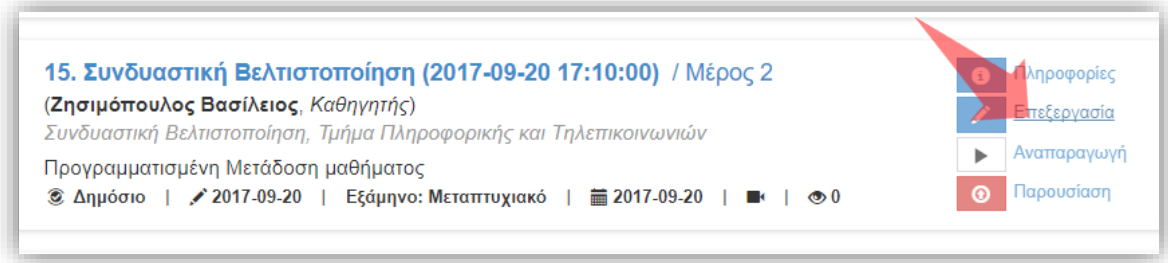 15. Συνδυαστική Βελτιστοποίηση (2017-09-20 17:10:00) / Μέρος 2
(Ζησιμόπουλος Βασίλειος, Καθηγητής)
Συνδυαστική Βελτιστοποίηση, Τμήμα Πληροφορικής και Τηλεπικοινωνιών
Προγραμματισμένη Μετάδοση μαθήματος
Δημόσιο | 2017-09-20 | Εξάμηνο: Μεταπτυχιακό | 2017-09-20 | | 0
Πληροφορίες
Επεξεργασία
Αναπαραγωγή
Παρουσίαση